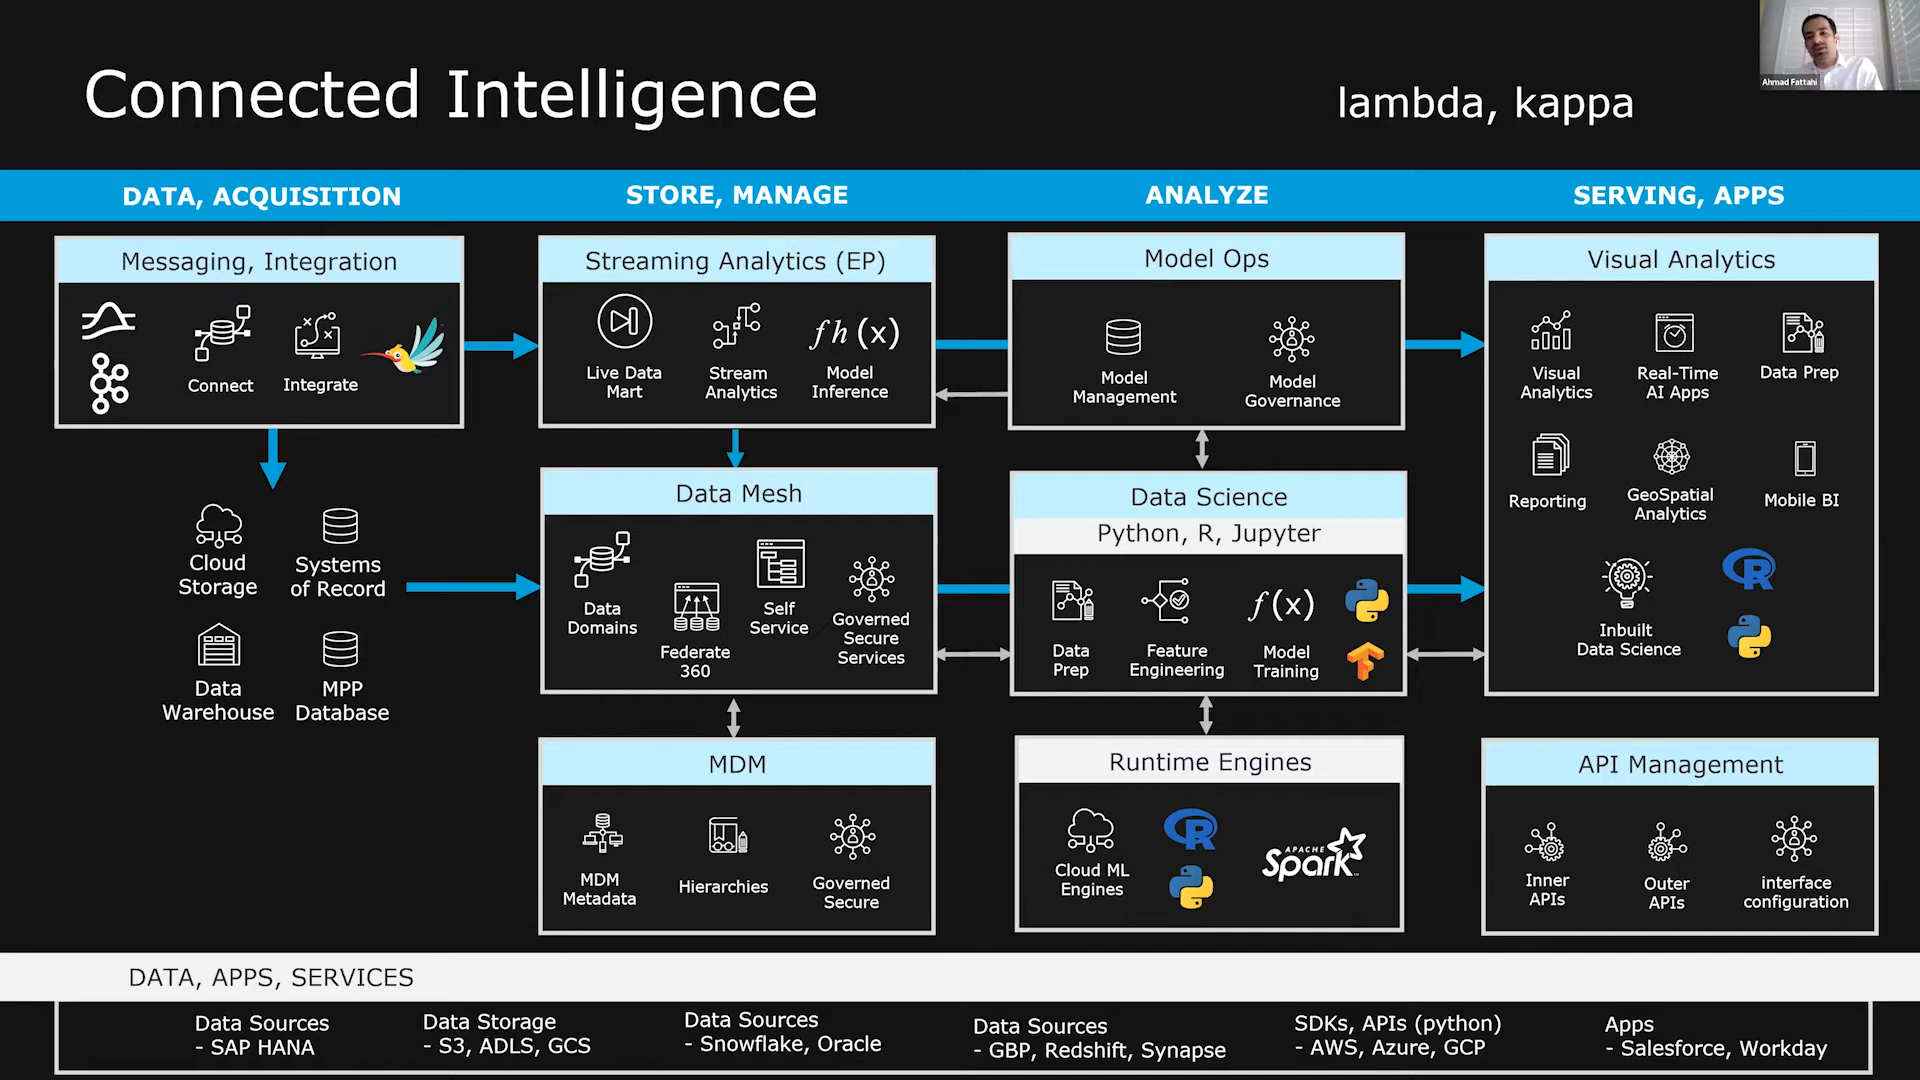 Connected Intelligence
lambda, kappa
Ahmad Fattahi
DATA, ACQUISITION
STORE, MANAGE
ANALYZE
SERVING, APPS
Messaging, Integration
Connect
Integrate
Cloud
Storage
Systems
of Record
Data
Warehouse
MPP
Database
Streaming Analytics (EP)
fh (x)
Live Data
Mart
Stream
Analytics
Model
Inference
Data Mesh
Data
Domains
Federate
360
Self
Service
Governed
Secure
Services
MDM
MDM
Metadata
Hierarchies
Governed
Secure
Model Ops
Model
Management
Model
Governance
Data Science
Python, R, Jupyter
f(x)
Data
Prep
Feature
Engineering
Model
Training
Runtime Engines
Cloud ML
Engines
R
APACHE
Spark
Visual Analytics
Visual
Analytics
Real-Time
AI Apps
Data Prep
Reporting
GeoSpatial
Analytics
Mobile BI
Inbuilt
Data Science
R
API Management
Inner
APIs
Outer
APIs
interface
configuration
DATA, APPS, SERVICES
Data Sources
- SAP HANA
Data Storage
- S3, ADLS, GCS
Data Sources
- Snowflake, Oracle
Data Sources
- GBP, Redshift, Synapse
SDKs, APIs (python)
- AWS, Azure, GCP
Apps
- Salesforce, Workday